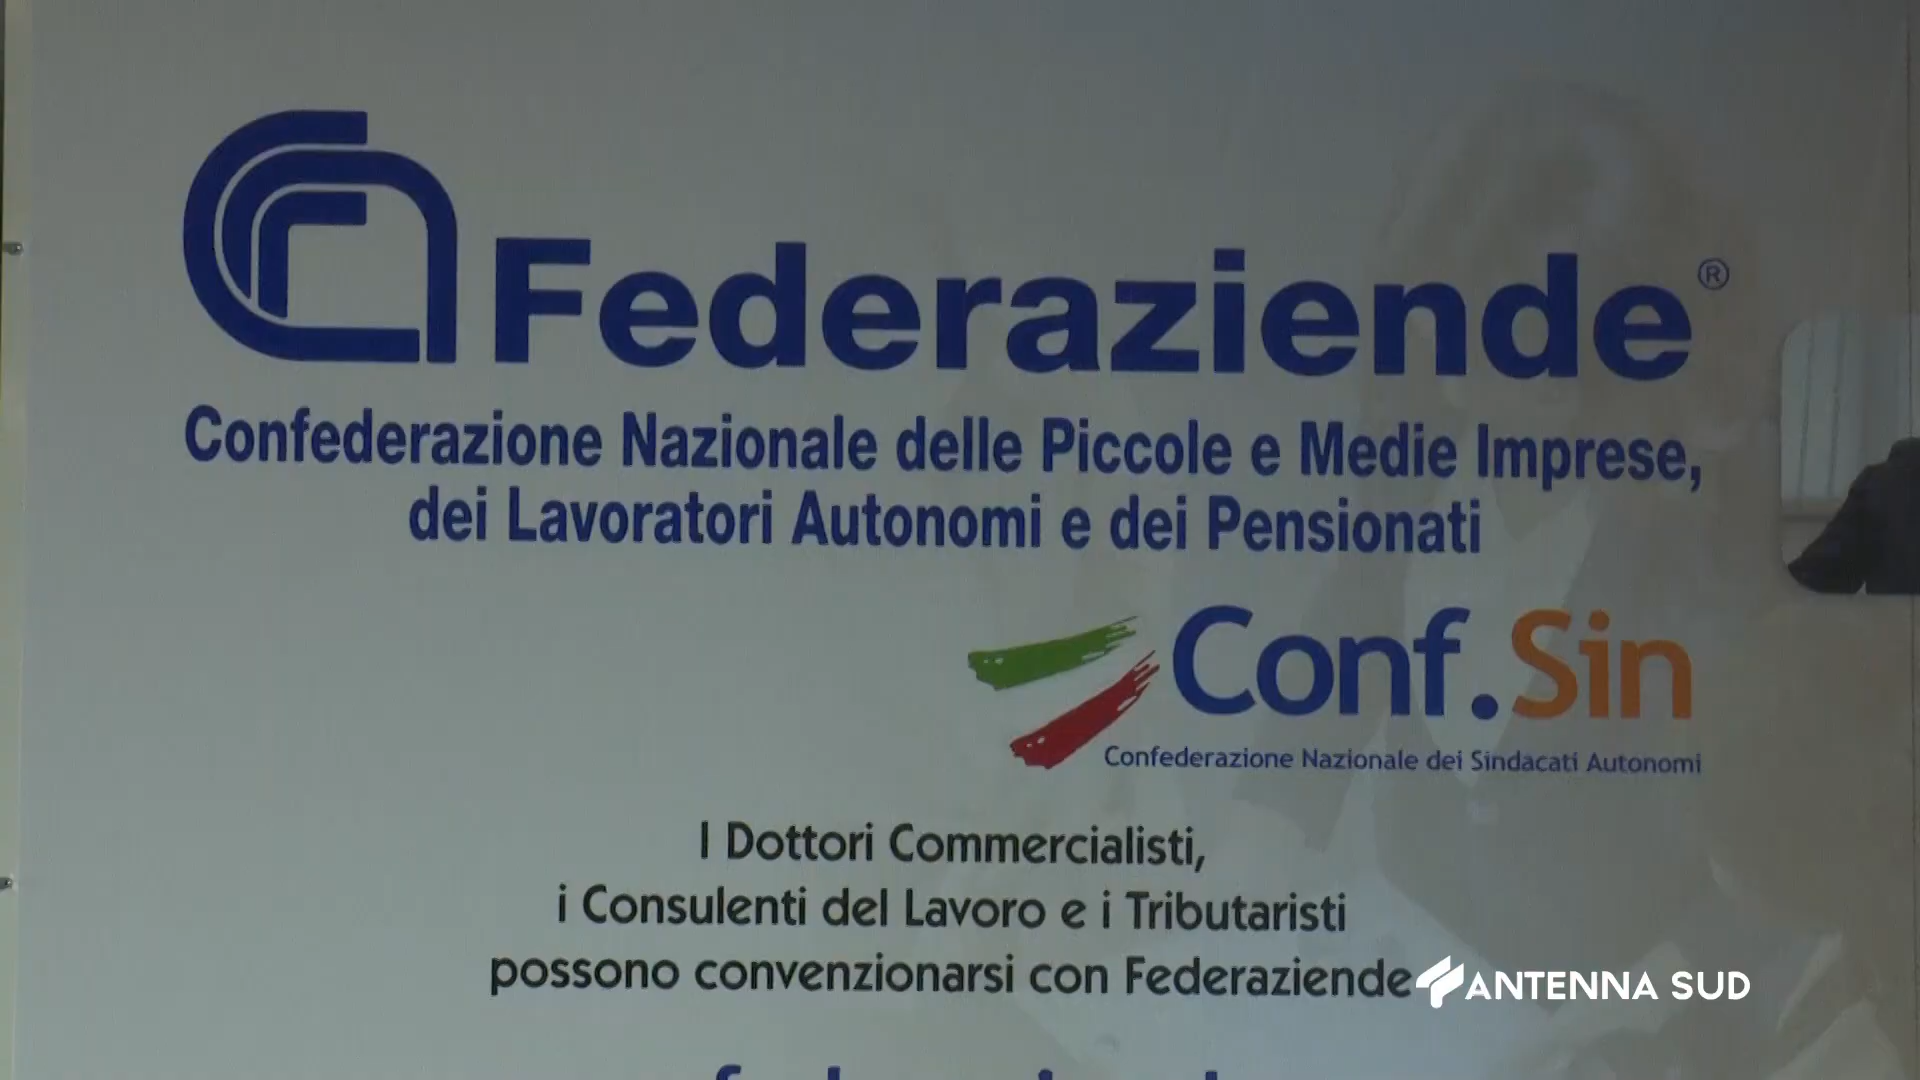 Federaziende®
Confederazione Nazionale delle Piccole e Medie Imprese,
dei Lavoratori Autonomi e dei Pensionati
Conf.Sin
Confederazione Nazionale dei Sindacati Autonomi
I Dottori Commercialisti,
i Consulenti del Lavoro e i Tributaristi
possono convenzionarsi con Federaziende
ANTENNA SUD